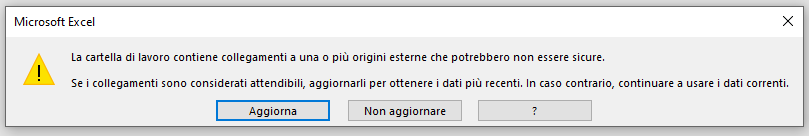 Microsoft Excel
La cartella di lavoro contiene collegamenti a una o più origini esterne che potrebbero non essere sicure.
Se i collegamenti sono considerati attendibili, aggiornarli per ottenere i dati più recenti. In caso contrario, continuare a usare i dati correnti.
Aggiorna Non aggiornare ?